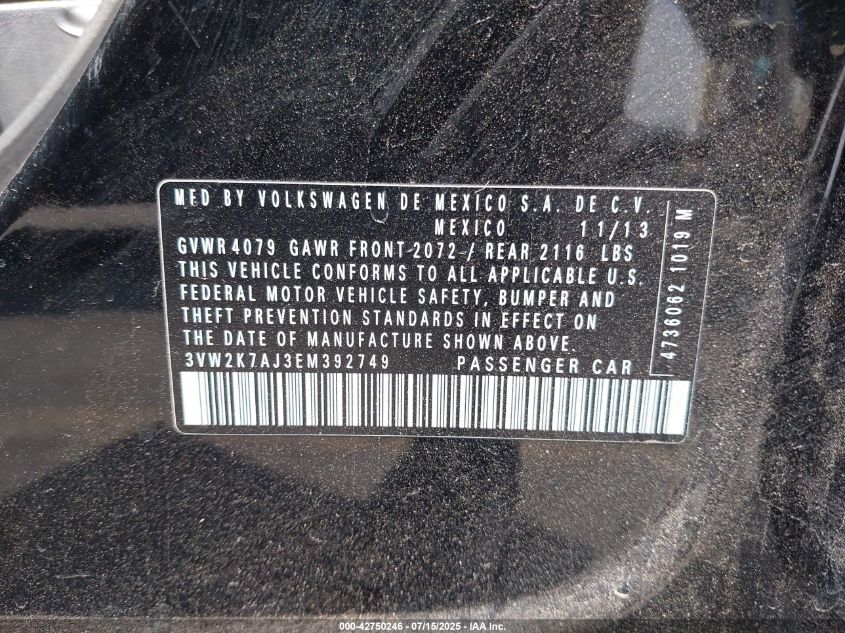 MFD BY VOLKSWAGEN DE MEXICO S.A. DE C.V.
MEXICO 11/13
GVWR 4079 GAWR FRONT 2072 / REAR 2116 LBS
THIS VEHICLE CONFORMS TO ALL APPLICABLE U.S.
FEDERAL MOTOR VEHICLE SAFETY, BUMPER AND
THEFT PREVENTION STANDARDS IN EFFECT ON
THE DATE OF MANUFACTURE SHOWN ABOVE.
3VW2K7AJ3EM392749 PASSENGER CAR
4736062 1019 M
000-42750246 - 07/15/2025 - IAA Inc.